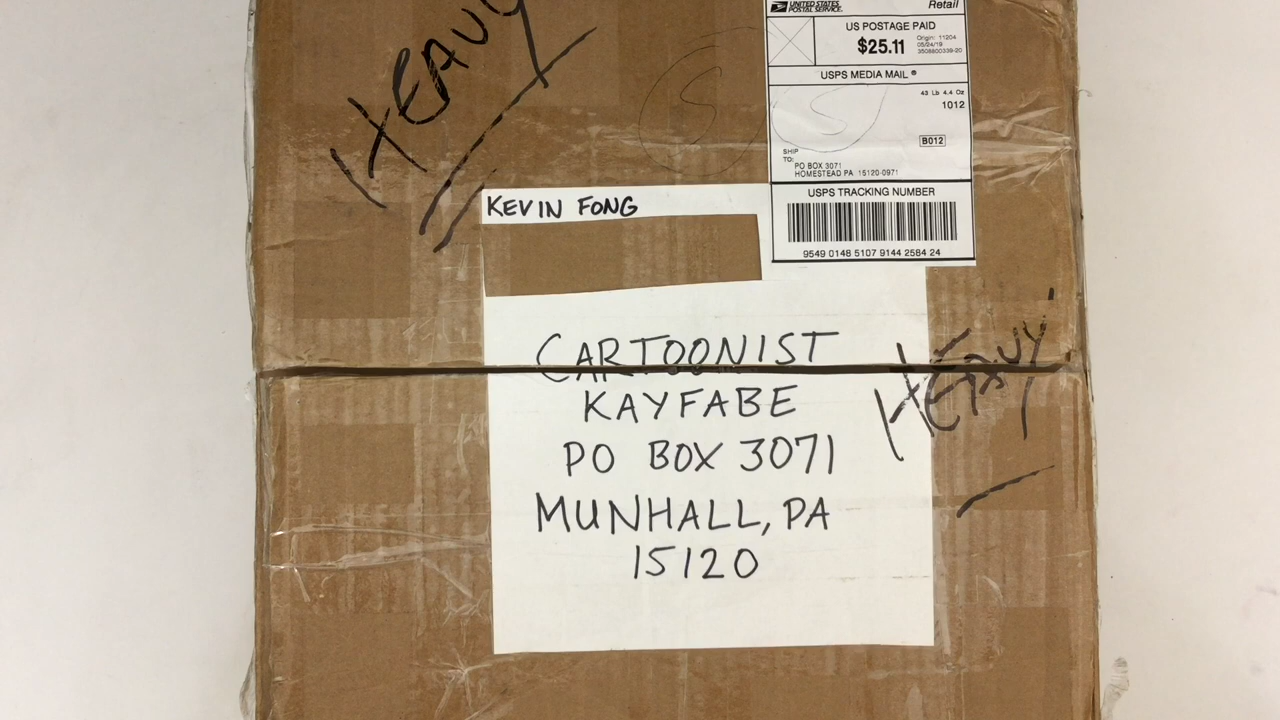 HEAVY
UNITED STATES
POSTAL SERVICE®
Retail
US POSTAGE PAID
$25.11
Origin: 11204
05/24/19
3508800339-20
USPS MEDIA MAIL ®
43 Lb 4.4 Oz
1012
B012
SHIP
TO:
PO BOX 3071
HOMESTEAD PA 15120-0971
USPS TRACKING NUMBER
9549 0148 5107 9144 2584 24
S
S
KEVIN FONG
CARTOONIST
KAYFABE
PO BOX 3071
MUNHALL, PA
15120
HEAVY